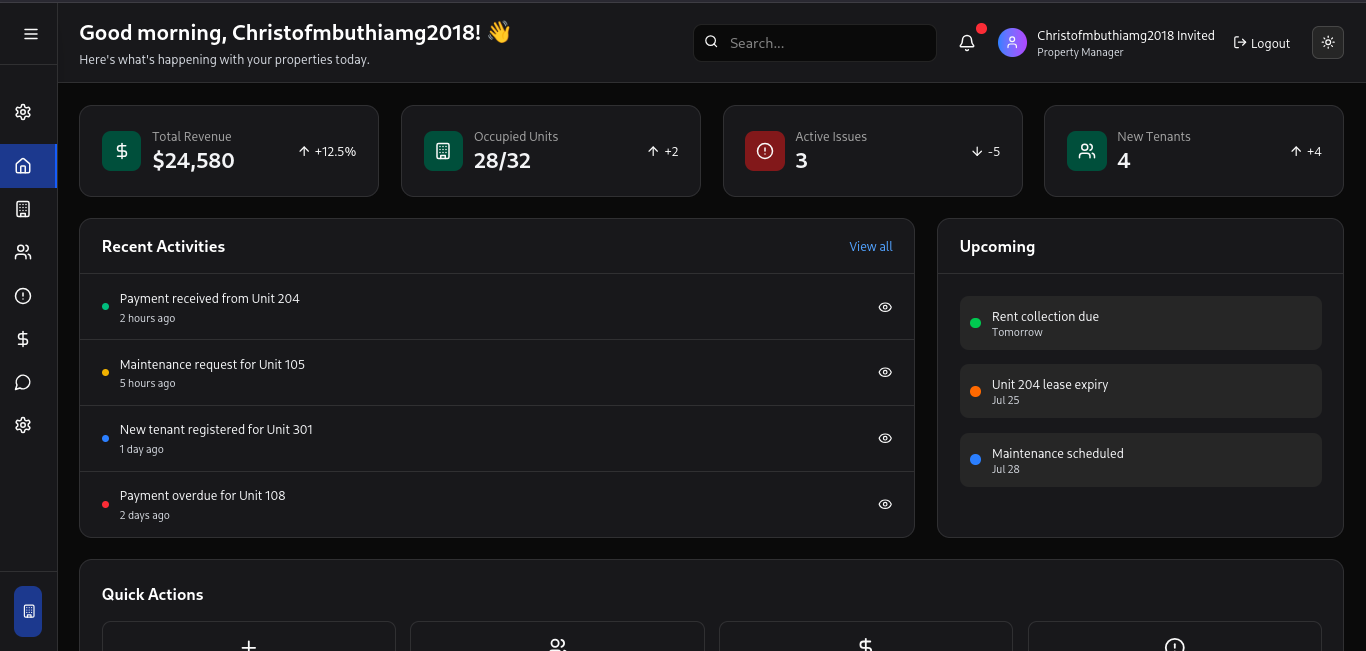 Good morning, Christofmbuthiamg2018! 👋
Here's what's happening with your properties today.
Search...
Christofmbuthiamg2018 Invited
Property Manager
Logout
Total Revenue
$24,580
+12.5%
Occupied Units
28/32
+2
Active Issues
3
-5
New Tenants
4
+4
Recent Activities
View all
Payment received from Unit 204
2 hours ago
Maintenance request for Unit 105
5 hours ago
New tenant registered for Unit 301
1 day ago
Payment overdue for Unit 108
2 days ago
Upcoming
Rent collection due
Tomorrow
Unit 204 lease expiry
Jul 25
Maintenance scheduled
Jul 28
Quick Actions